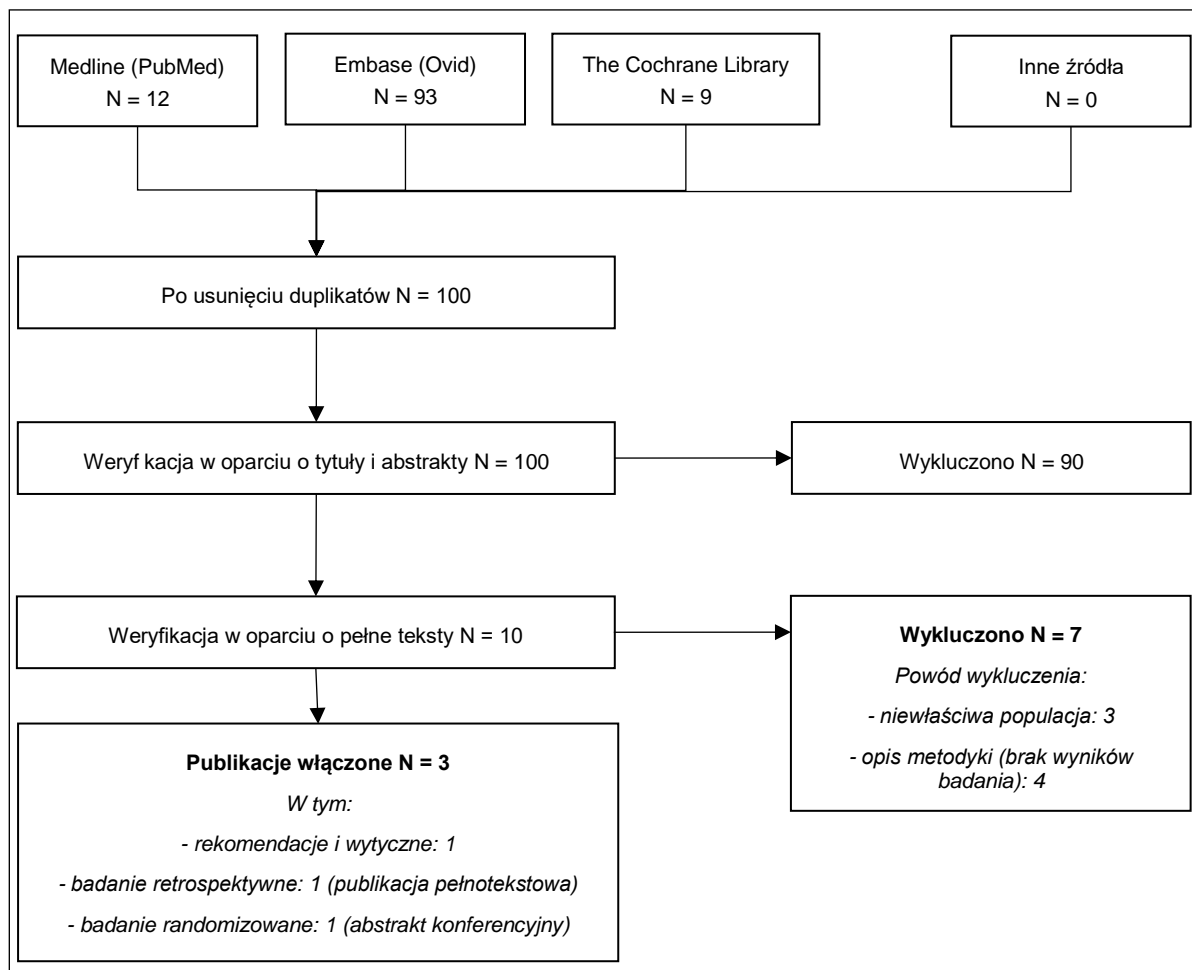 Medline (PubMed)
N = 12
Embase (Ovid)
N = 93
The Cochrane Library
N = 9
Inne źródła
N = 0
Po usunięciu duplikatów N = 100
Weryf kacja w oparciu o tytuły i abstrakty N = 100
Wykluczono N = 90
Weryfikacja w oparciu o pełne teksty N = 10
Wykluczono N = 7
Powód wykluczenia:
- niewłaściwa populacja: 3
- opis metodyki (brak wyników
badania): 4
Publikacje włączone N = 3
W tym:
- rekomendacje i wytyczne: 1
- badanie retrospektywne: 1 (publikacja pełnotekstowa)
- badanie randomizowane: 1 (abstrakt konferencyjny)